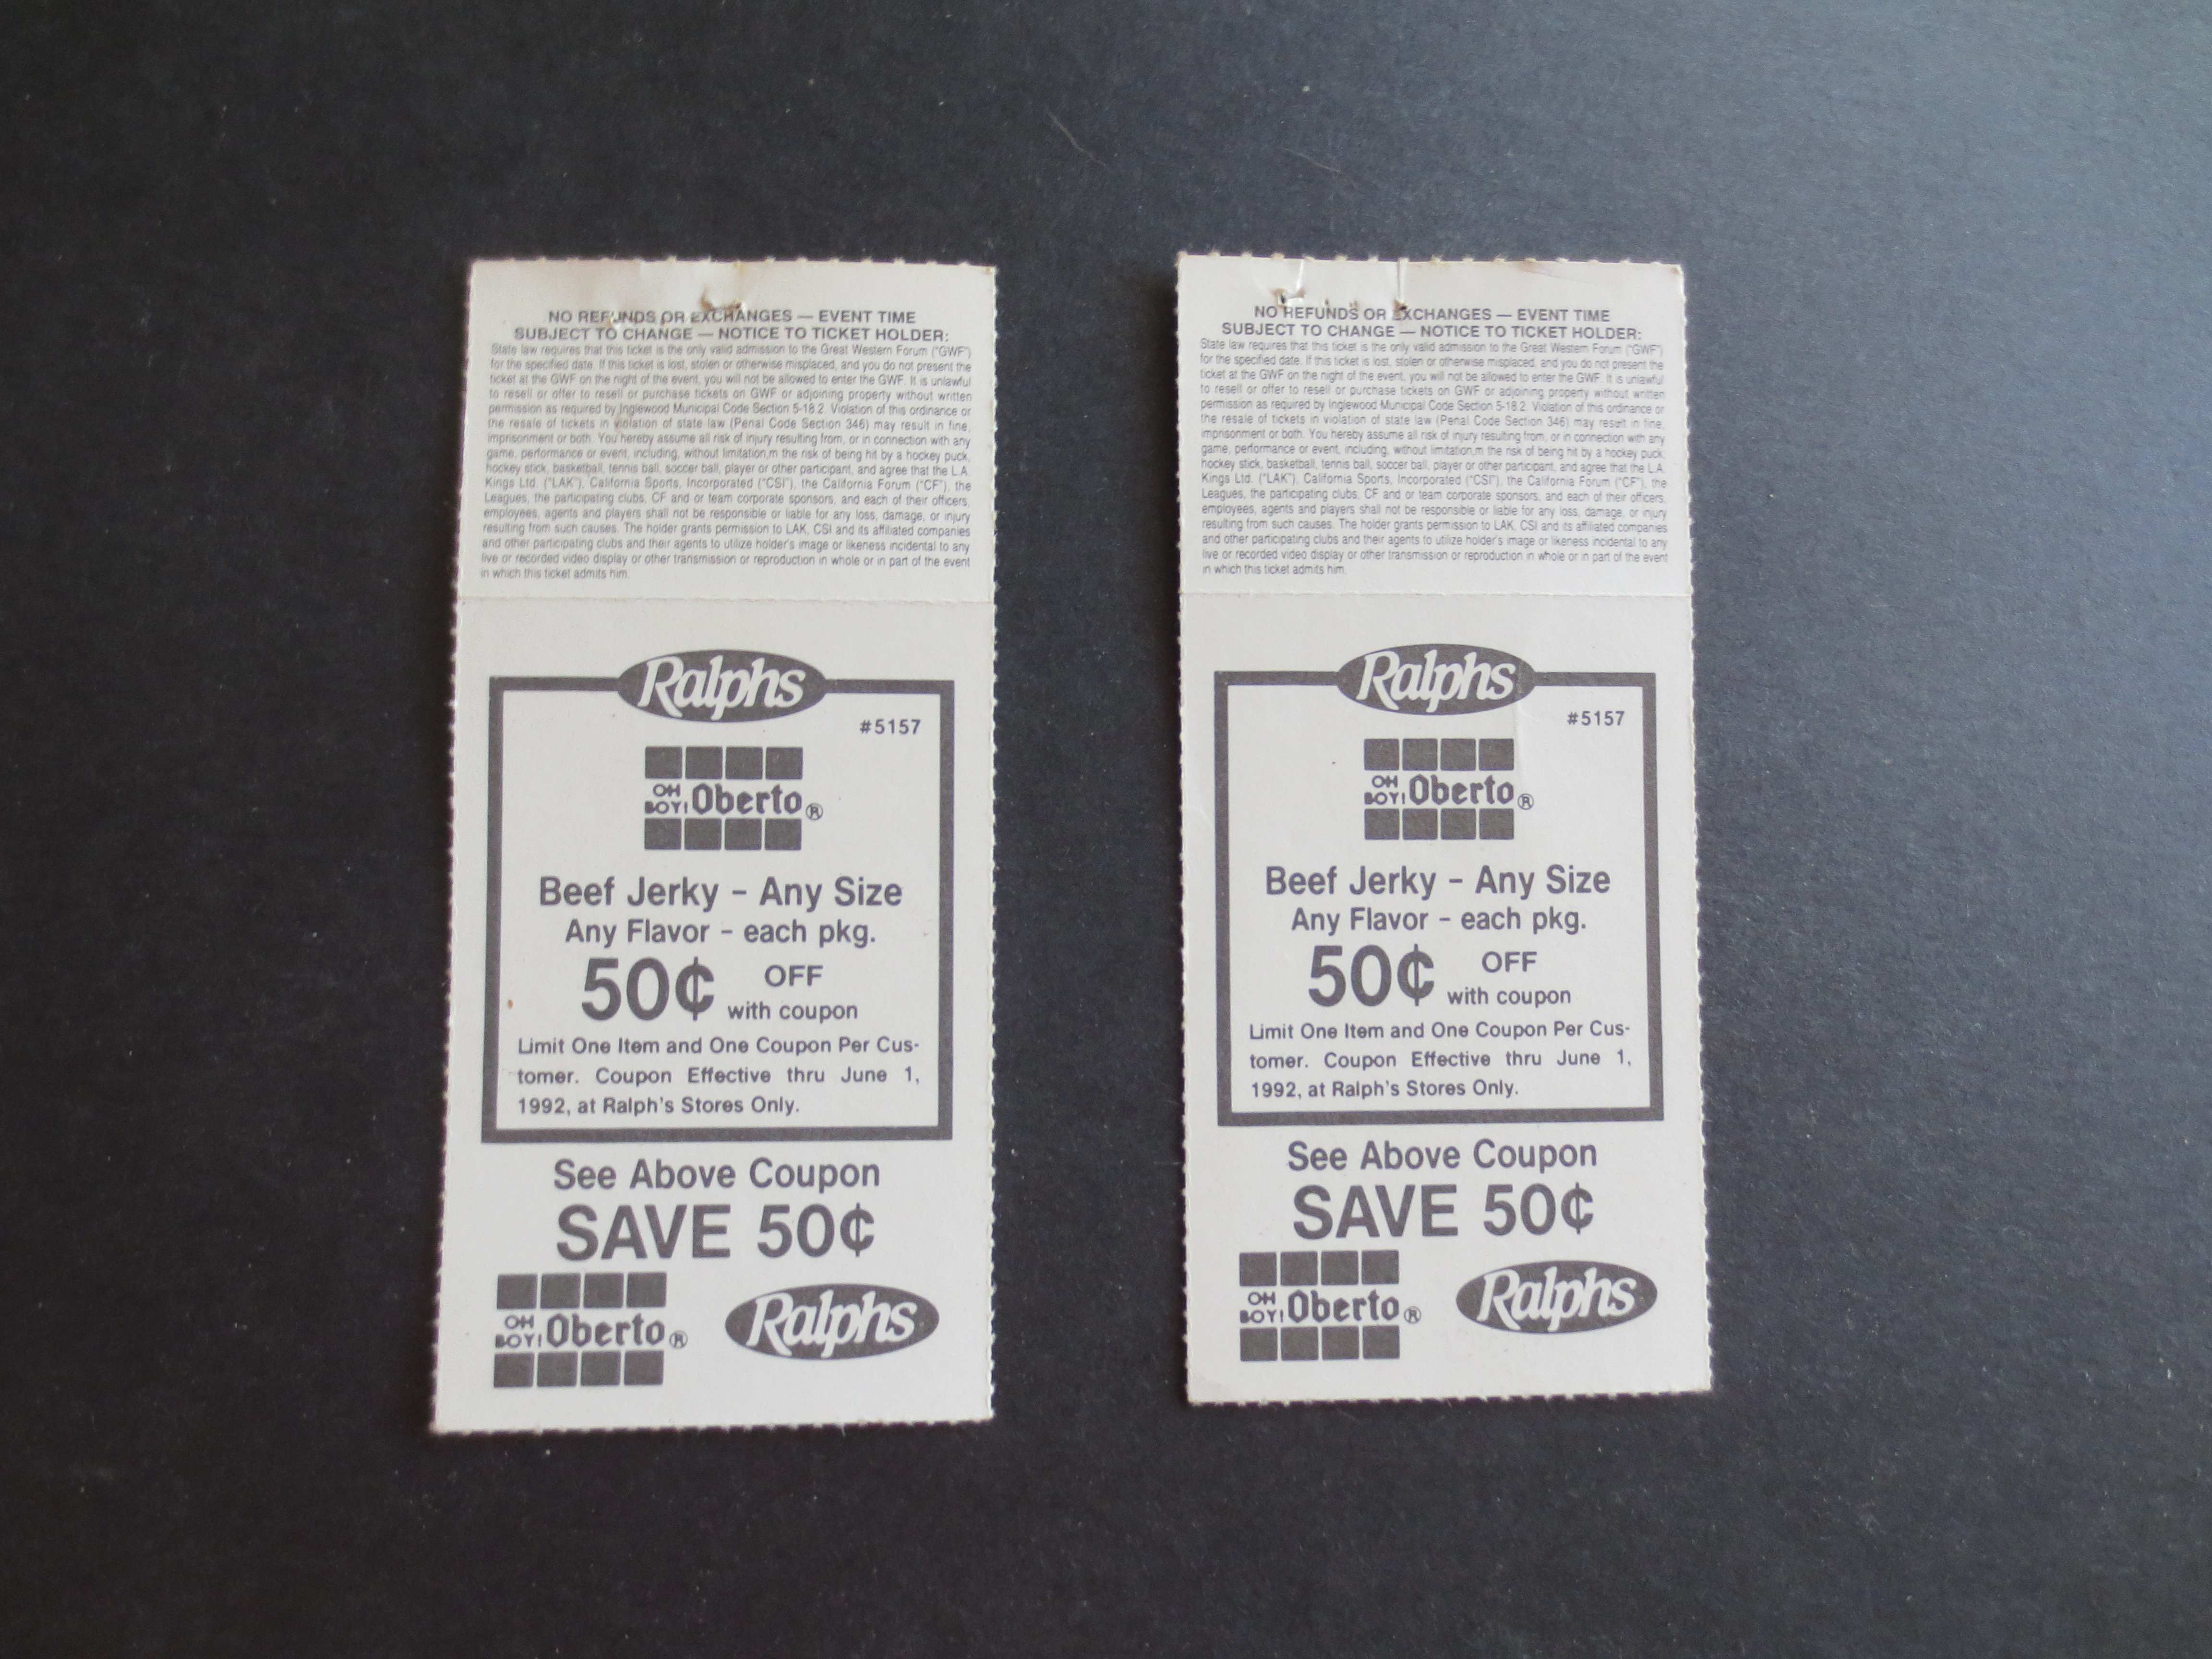 NO REFUNDS OR EXCHANGES — EVENT TIME
SUBJECT TO CHANGE — NOTICE TO TICKET HOLDER:
State law requires that this ticket is the only valid admission to the Great Western Forum ("GWF")
for the specified date. If this ticket is lost, stolen or otherwise misplaced, and you do not present the
ticket at the GWF on the night of the event, you will not be allowed to enter the GWF. It is unlawful
to resell or offer to resell or purchase tickets on GWF or adjoining property without written
permission as required by Inglewood Municipal Code Section 5-18.2. Violation of this ordinance or
the resale of tickets in violation of state law (Penal Code Section 346) may result in fine,
imprisonment or both. You hereby assume all risk of injury resulting from, or in connection with any
game, performance or event, including, without limitation,m the risk of being hit by a hockey puck,
hockey stick, basketball, tennis ball, soccer ball, player or other participant, and agree that the L.A.
Kings Ltd. ("LAK"), California Sports, Incorporated ("CSI"), the California Forum ("CF"), the
Leagues, the participating clubs, CF and or team corporate sponsors, and each of their officers,
employees, agents and players shall not be responsible or liable for any loss, damage, or injury
resulting from such causes. The holder grants permission to LAK, CSI and its affiliated companies
and other participating clubs and their agents to utilize holder's image or likeness incidental to any
live or recorded video display or other transmission or reproduction in whole or in part of the event
in which this ticket admits him.
Ralphs
#5157
OH BOY! Oberto®
Beef Jerky - Any Size
Any Flavor - each pkg.
50¢ OFF
with coupon
Limit One Item and One Coupon Per Cus-
tomer. Coupon Effective thru June 1,
1992, at Ralph's Stores Only.
See Above Coupon
SAVE 50¢
OH BOY! Oberto® Ralphs
NO REFUNDS OR EXCHANGES — EVENT TIME
SUBJECT TO CHANGE — NOTICE TO TICKET HOLDER:
State law requires that this ticket is the only valid admission to the Great Western Forum ("GWF")
for the specified date. If this ticket is lost, stolen or otherwise misplaced, and you do not present the
ticket at the GWF on the night of the event, you will not be allowed to enter the GWF. It is unlawful
to resell or offer to resell or purchase tickets on GWF or adjoining property without written
permission as required by Inglewood Municipal Code Section 5-18.2. Violation of this ordinance or
the resale of tickets in violation of state law (Penal Code Section 346) may result in fine,
imprisonment or both. You hereby assume all risk of injury resulting from, or in connection with any
game, performance or event, including, without limitation,m the risk of being hit by a hockey puck,
hockey stick, basketball, tennis ball, soccer ball, player or other participant, and agree that the L.A.
Kings Ltd. ("LAK"), California Sports, Incorporated ("CSI"), the California Forum ("CF"), the
Leagues, the participating clubs, CF and or team corporate sponsors, and each of their officers,
employees, agents and players shall not be responsible or liable for any loss, damage, or injury
resulting from such causes. The holder grants permission to LAK, CSI and its affiliated companies
and other participating clubs and their agents to utilize holder's image or likeness incidental to any
live or recorded video display or other transmission or reproduction in whole or in part of the event
in which this ticket admits him.
Ralphs
#5157
OH BOY! Oberto®
Beef Jerky - Any Size
Any Flavor - each pkg.
50¢ OFF
with coupon
Limit One Item and One Coupon Per Cus-
tomer. Coupon Effective thru June 1,
1992, at Ralph's Stores Only.
See Above Coupon
SAVE 50¢
OH BOY! Oberto® Ralphs